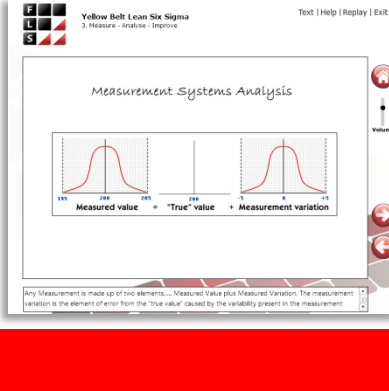 F
L
S
Yellow Belt Lean Six Sigma
3. Measure - Analyse - Improve
Text | Help | Replay | Exit
Measurement Systems Analysis
195 200 205 200 -5 0 +5
Measured value = "True" value + Measurement variation
Volum
Any Measurement is made up of two elements.... Measured Value plus Measured Variation. The measurement
variation is the element of error from the "true value" caused by the variability present in the measurement